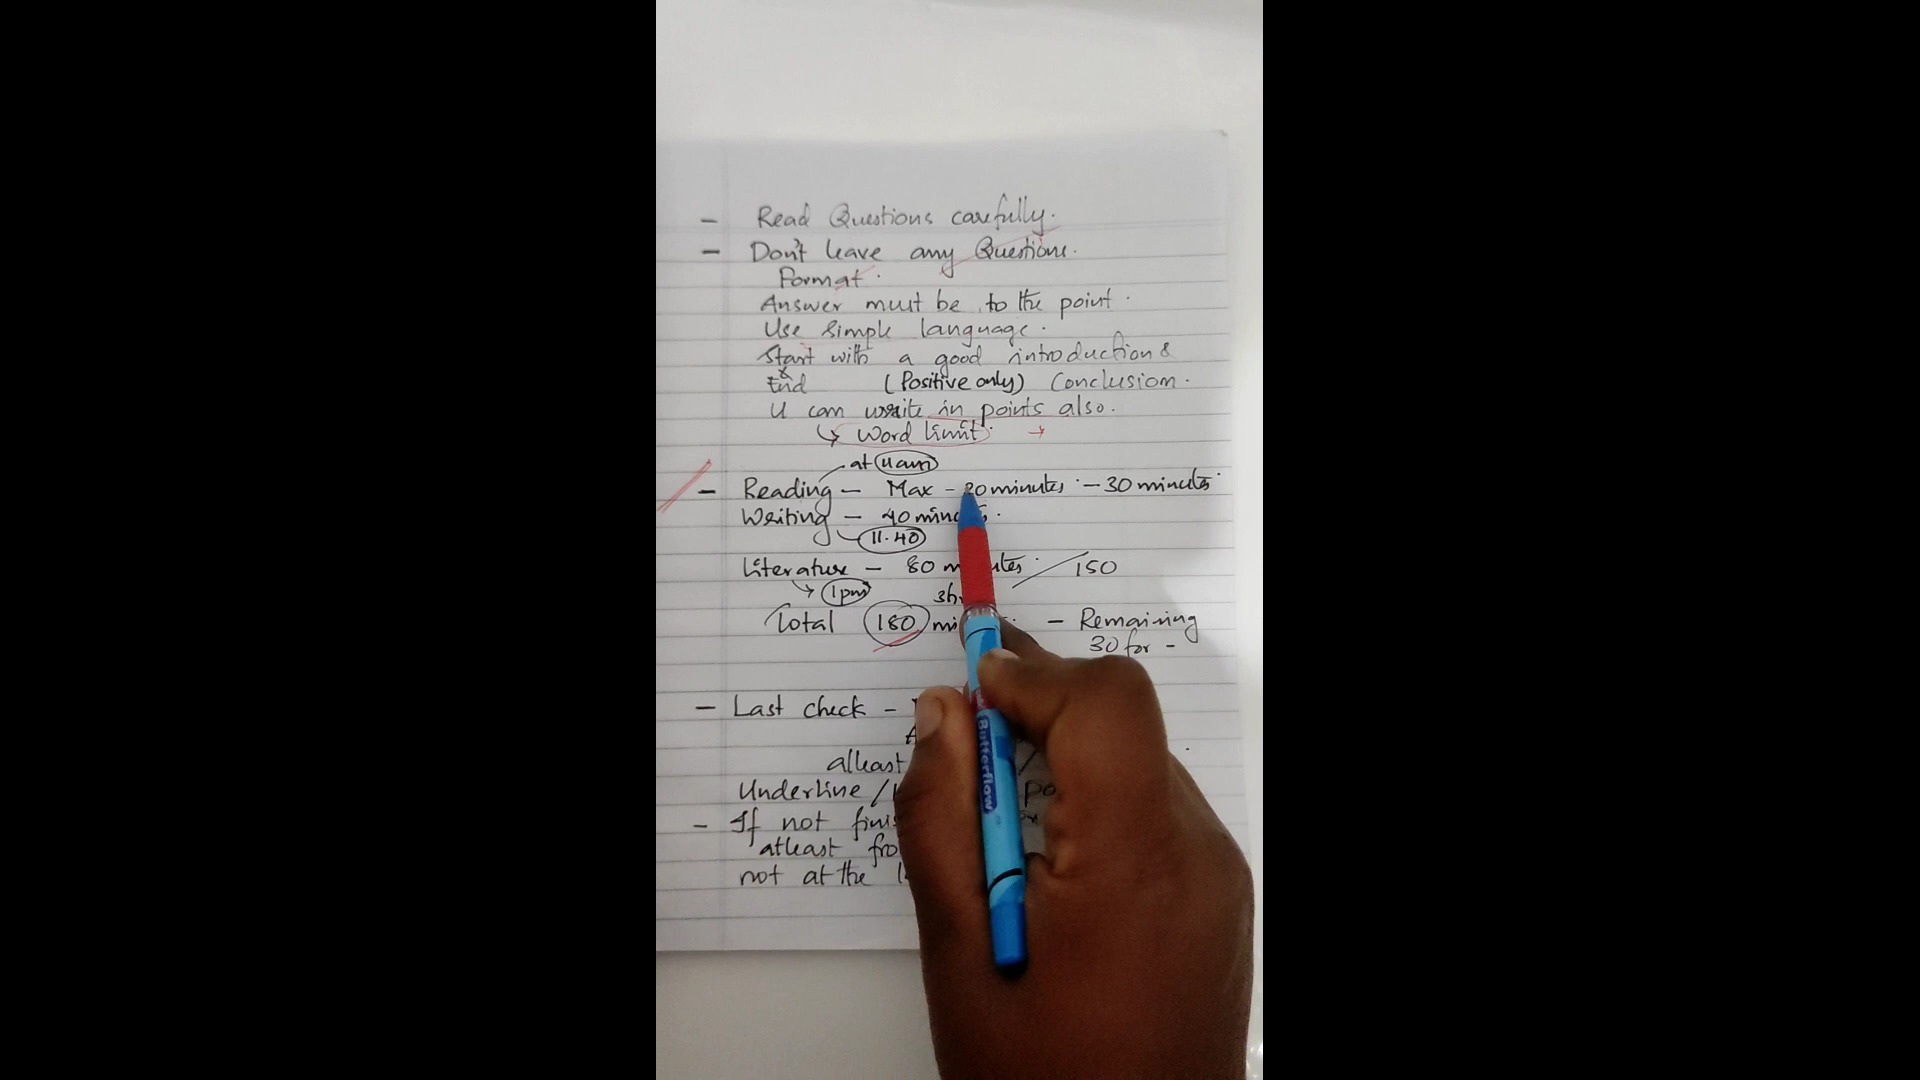 - Read Questions carefully.
- Don't leave any Questions.
Format.
Answer must be to the point.
Use simple language.
Start with a good introduction &
& End (Positive only) Conclusion.
U can write in points also.
↳ Word limit. →
at 11am
- Reading - Max - 20 minutes - 30 minutes
Writing - 40
11.40
Literature - 80 / 150
→ 1pm
Total 180 - Remaining
30 for -
- Last check -
atleast
Underline /
- If not
atleast
not at the
Butterflow